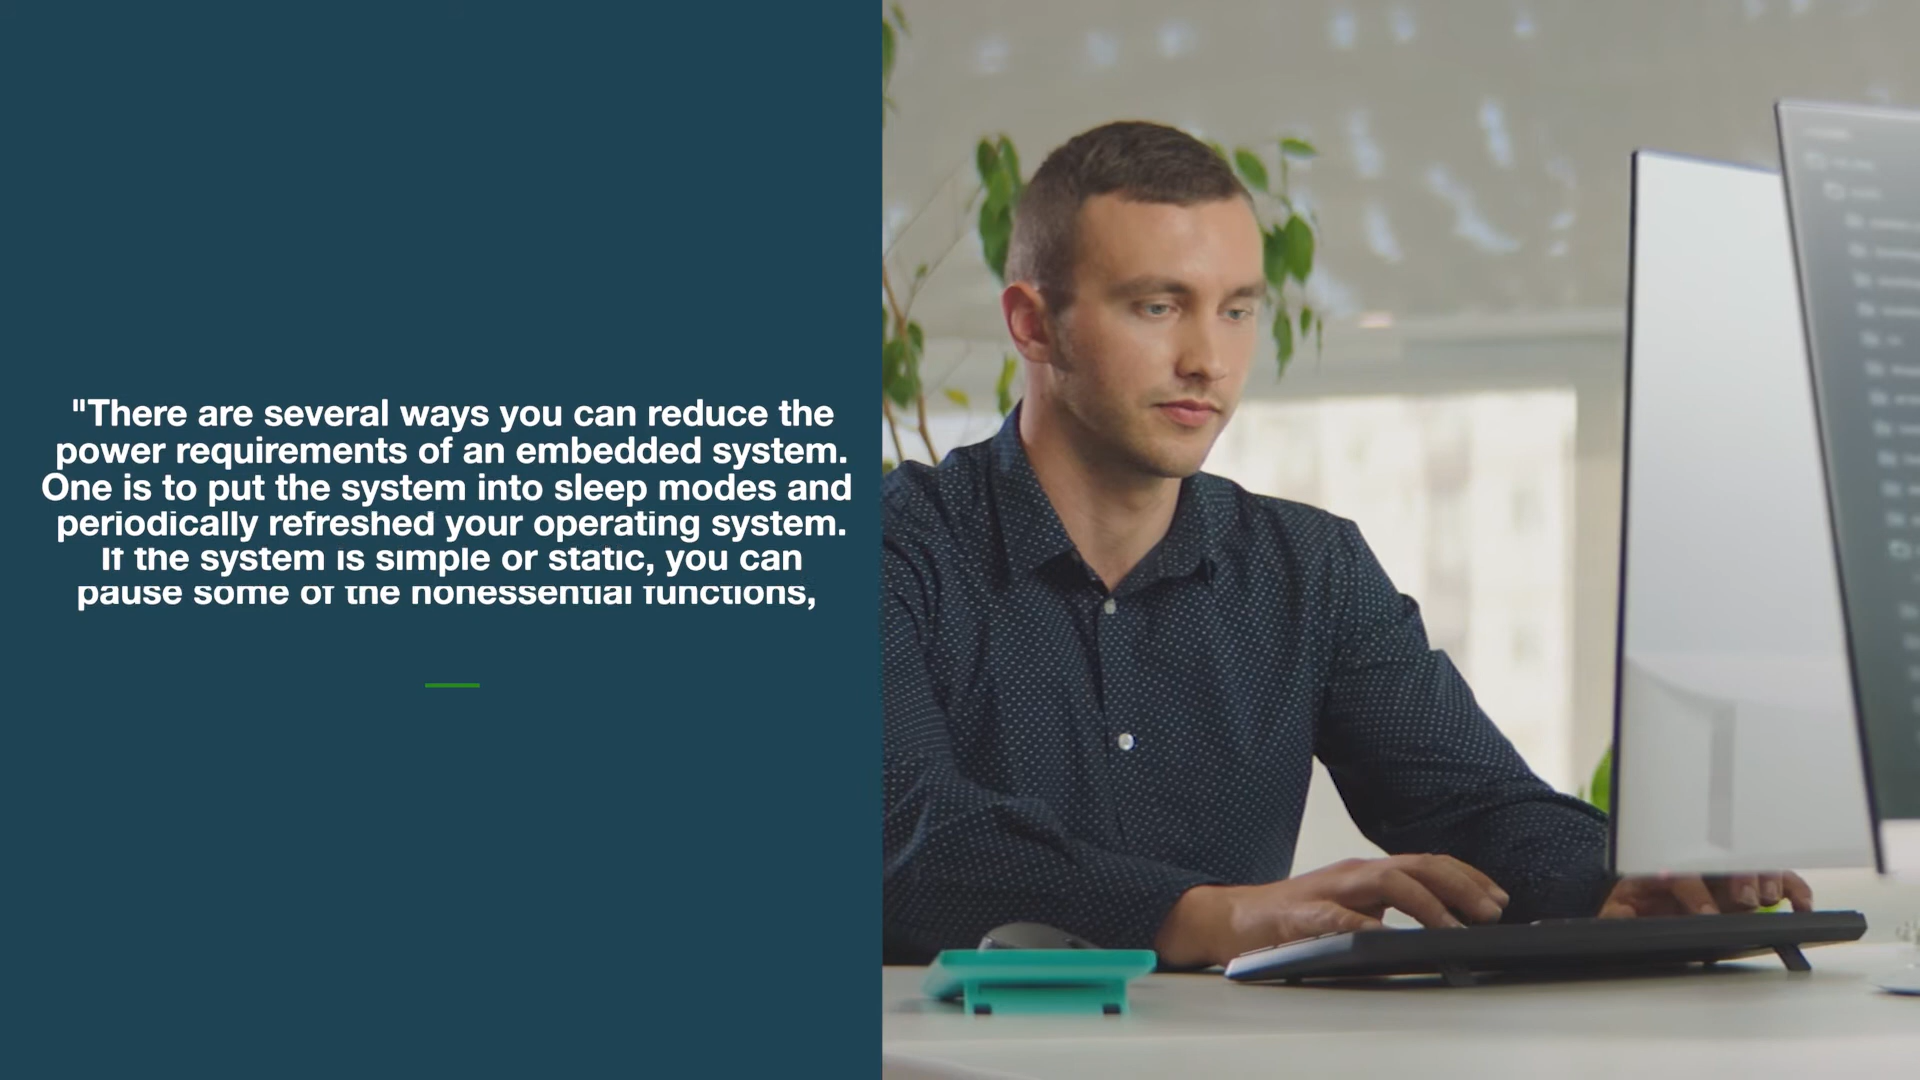 "There are several ways you can reduce the
power requirements of an embedded system.
One is to put the system into sleep modes and
periodically refreshed your operating system.
If the system is simple or static, you can
pause some of the nonessential functions,